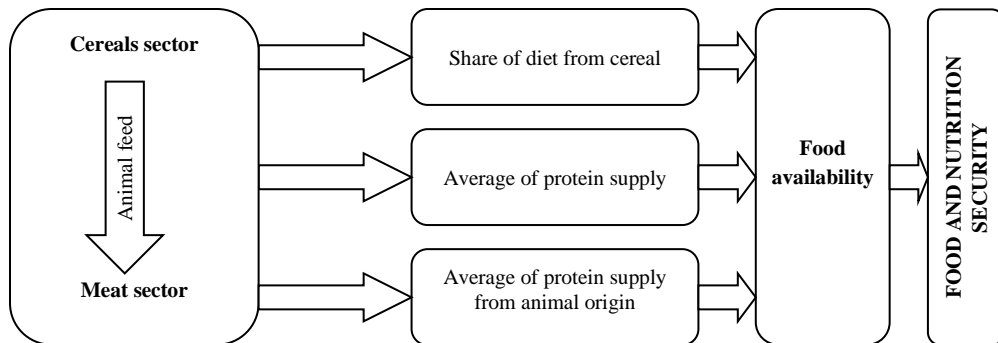 Cereals sector
Animal feed
Meat sector
Share of diet from cereal
Average of protein supply
Average of protein supply
from animal origin
Food
availability
FOOD AND NUTRITION
SECURITY